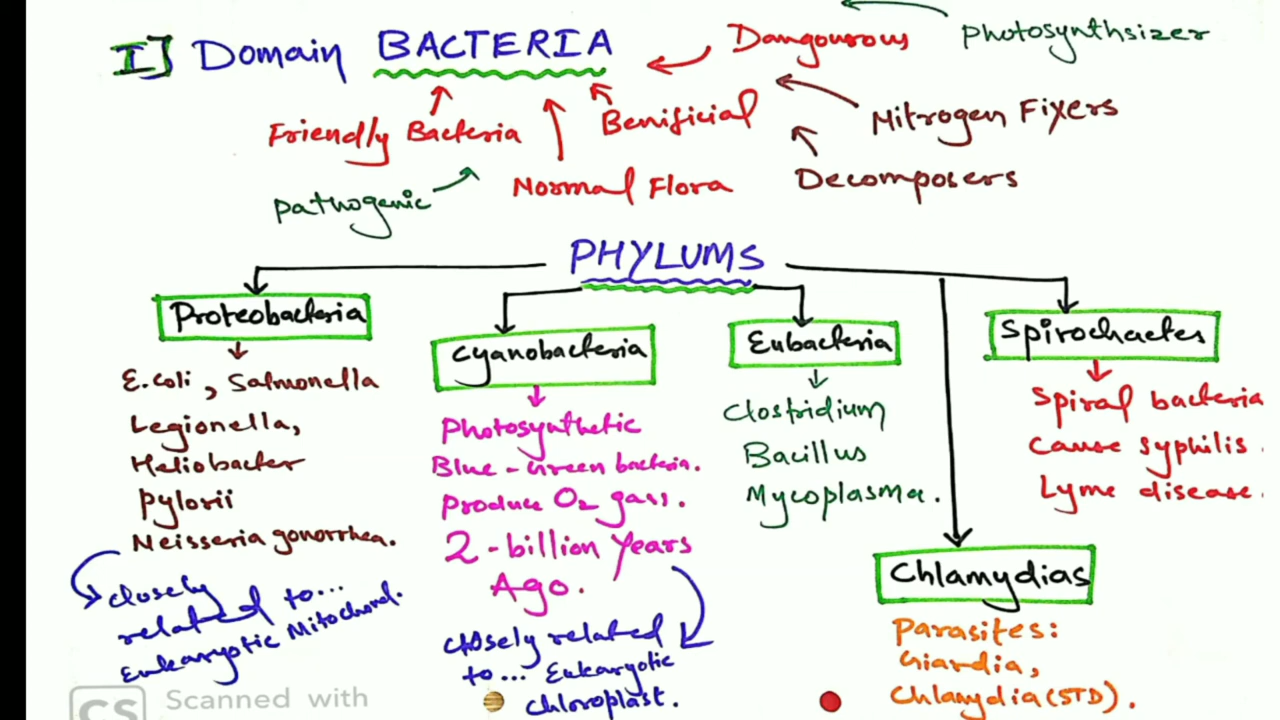 I] Domain BACTERIA
Dangourous
Photosynthsizer
Friendly Bacteria
Benificial
Nitrogen Fixers
Pathogenic
Normal Flora
Decomposers
PHYLUMS
Proteobacteria
E.coli, Salmonella
Legionella,
Heliobacter
Pylorii
Neisseria gonorrhea.
closely
related to...
Eukaryotic Mitochond.
Cyanobacteria
Photosynthetic
Blue-Green bacteria.
Produce O2 gass.
2-billion Years
Ago.
closely related
to... Eukaryotic
chloroplast.
Eubacteria
Clostridium
Bacillus
Mycoplasma.
Spirochaetes
Spiral bacteria
cause syphilis.
Lyme disease.
Chlamydias
Parasites:
Giardia,
Chlamydia (STD).
CS Scanned with